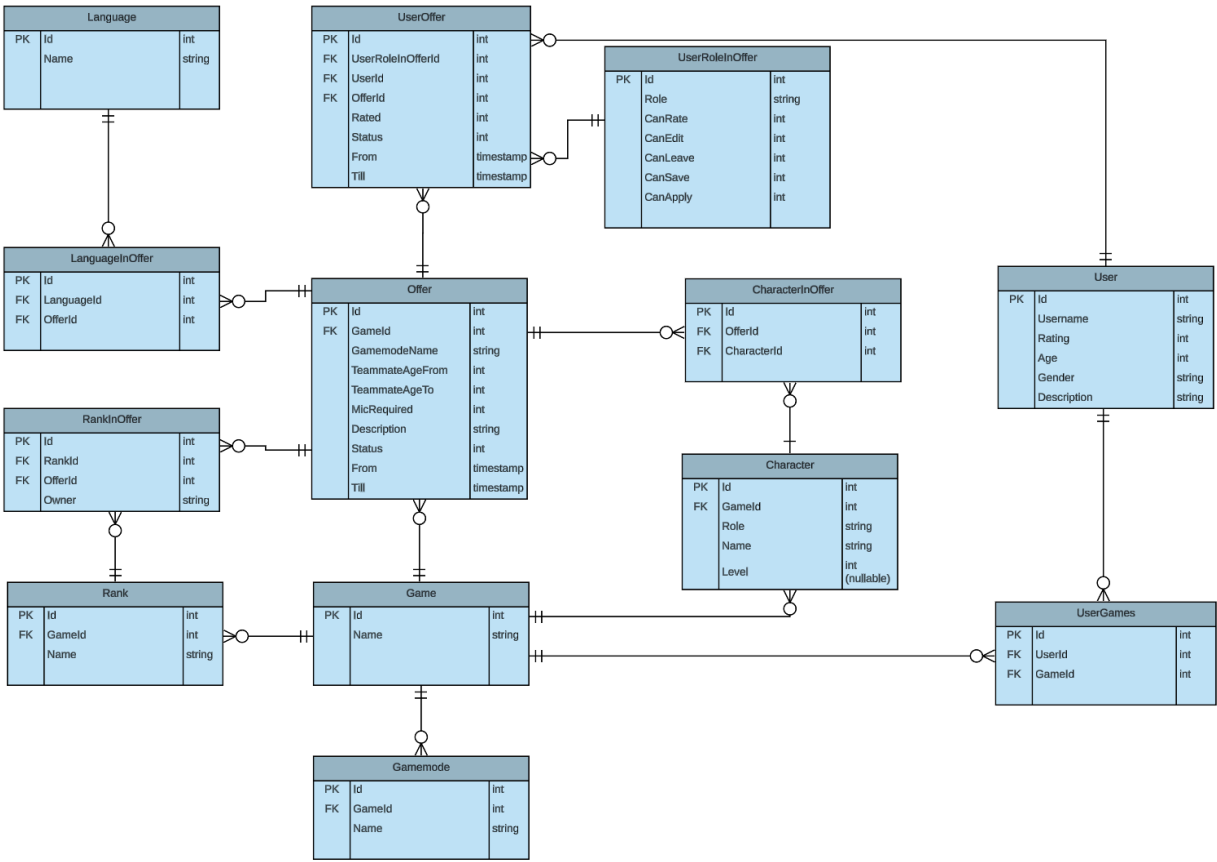 Language
PK Id int
Name string
UserOffer
PK Id int
FK UserRoleInOfferId int
FK UserId int
FK OfferId int
Rated int
Status int
From timestamp
Till timestamp
UserRoleInOffer
PK Id int
Role string
CanRate int
CanEdit int
CanLeave int
CanSave int
CanApply int
LanguageInOffer
PK Id int
FK LanguageId int
FK OfferId int
Offer
PK Id int
FK GameId int
GamemodeName string
TeammateAgeFrom int
TeammateAgeTo int
MicRequired int
Description string
Status int
From timestamp
Till timestamp
CharacterInOffer
PK Id int
FK OfferId int
FK CharacterId int
User
PK Id int
Username string
Rating int
Age int
Gender string
Description string
RankInOffer
PK Id int
FK RankId int
FK OfferId int
Owner string
Character
PK Id int
FK GameId int
Role string
Name string
Level int
(nullable)
Rank
PK Id int
FK GameId int
Name string
Game
PK Id int
Name string
UserGames
PK Id int
FK UserId int
FK GameId int
Gamemode
PK Id int
FK GameId int
Name string